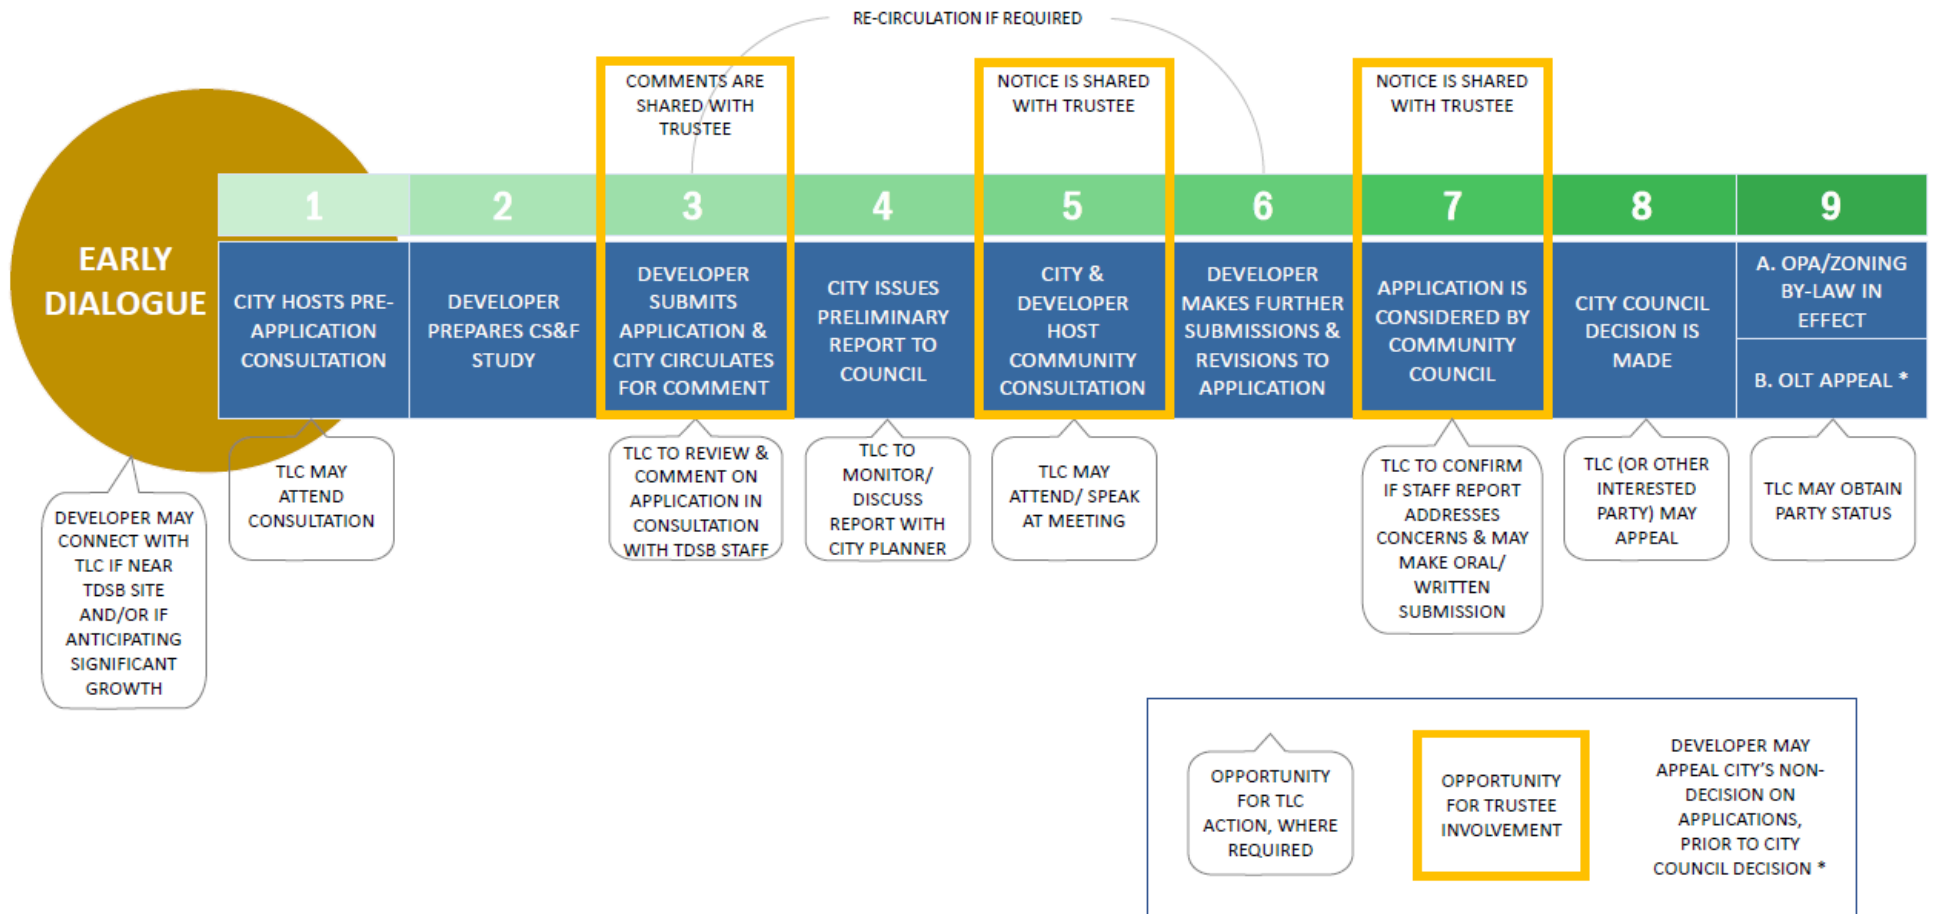 RE-CIRCULATION IF REQUIRED
COMMENTS ARE
SHARED WITH
TRUSTEE
NOTICE IS SHARED
WITH TRUSTEE
NOTICE IS SHARED
WITH TRUSTEE
EARLY
DIALOGUE
1
2
3
4
5
6
7
8
9
CITY HOSTS PRE-
APPLICATION
CONSULTATION
DEVELOPER
PREPARES CS&F
STUDY
DEVELOPER
SUBMITS
APPLICATION &
CITY CIRCULATES
FOR COMMENT
CITY ISSUES
PRELIMINARY
REPORT TO
COUNCIL
CITY &
DEVELOPER
HOST
COMMUNITY
CONSULTATION
DEVELOPER
MAKES FURTHER
SUBMISSIONS &
REVISIONS TO
APPLICATION
APPLICATION IS
CONSIDERED BY
COMMUNITY
COUNCIL
CITY COUNCIL
DECISION IS
MADE
A. OPA/ZONING
BY-LAW IN
EFFECT
B. OLT APPEAL *
DEVELOPER MAY
CONNECT WITH
TLC IF NEAR
TDSB SITE
AND/OR IF
ANTICIPATING
SIGNIFICANT
GROWTH
TLC MAY
ATTEND
CONSULTATION
TLC TO REVIEW &
COMMENT ON
APPLICATION IN
CONSULTATION
WITH TDSB STAFF
TLC TO
MONITOR/
DISCUSS
REPORT WITH
CITY PLANNER
TLC MAY
ATTEND/ SPEAK
AT MEETING
TLC TO CONFIRM
IF STAFF REPORT
ADDRESSES
CONCERNS & MAY
MAKE ORAL/
WRITTEN
SUBMISSION
TLC (OR OTHER
INTERESTED
PARTY) MAY
APPEAL
TLC MAY OBTAIN
PARTY STATUS
OPPORTUNITY
FOR TLC
ACTION, WHERE
REQUIRED
OPPORTUNITY
FOR TRUSTEE
INVOLVEMENT
DEVELOPER MAY
APPEAL CITY'S NON-
DECISION ON
APPLICATIONS,
PRIOR TO CITY
COUNCIL DECISION *